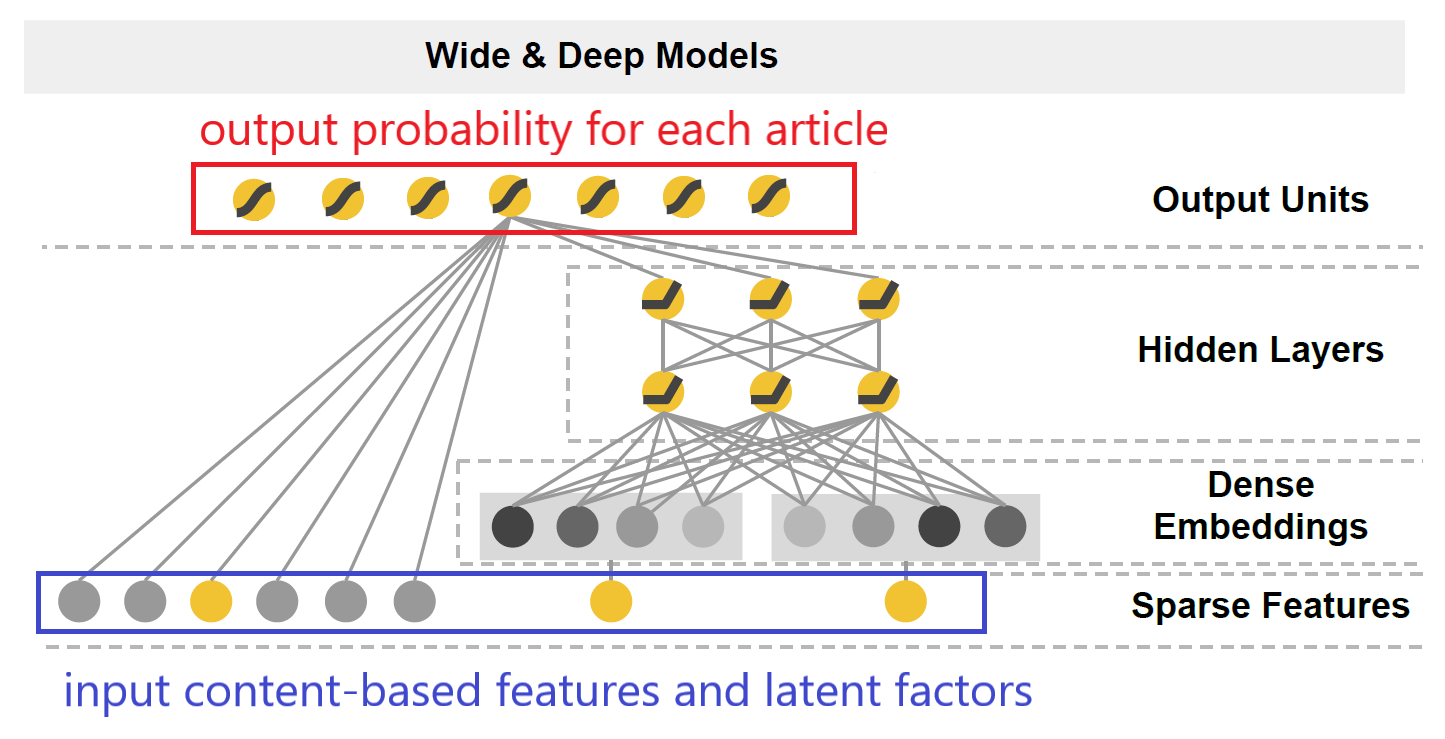 Wide & Deep Models
output probability for each article
Output Units
Hidden Layers
Dense
Embeddings
Sparse Features
input content-based features and latent factors